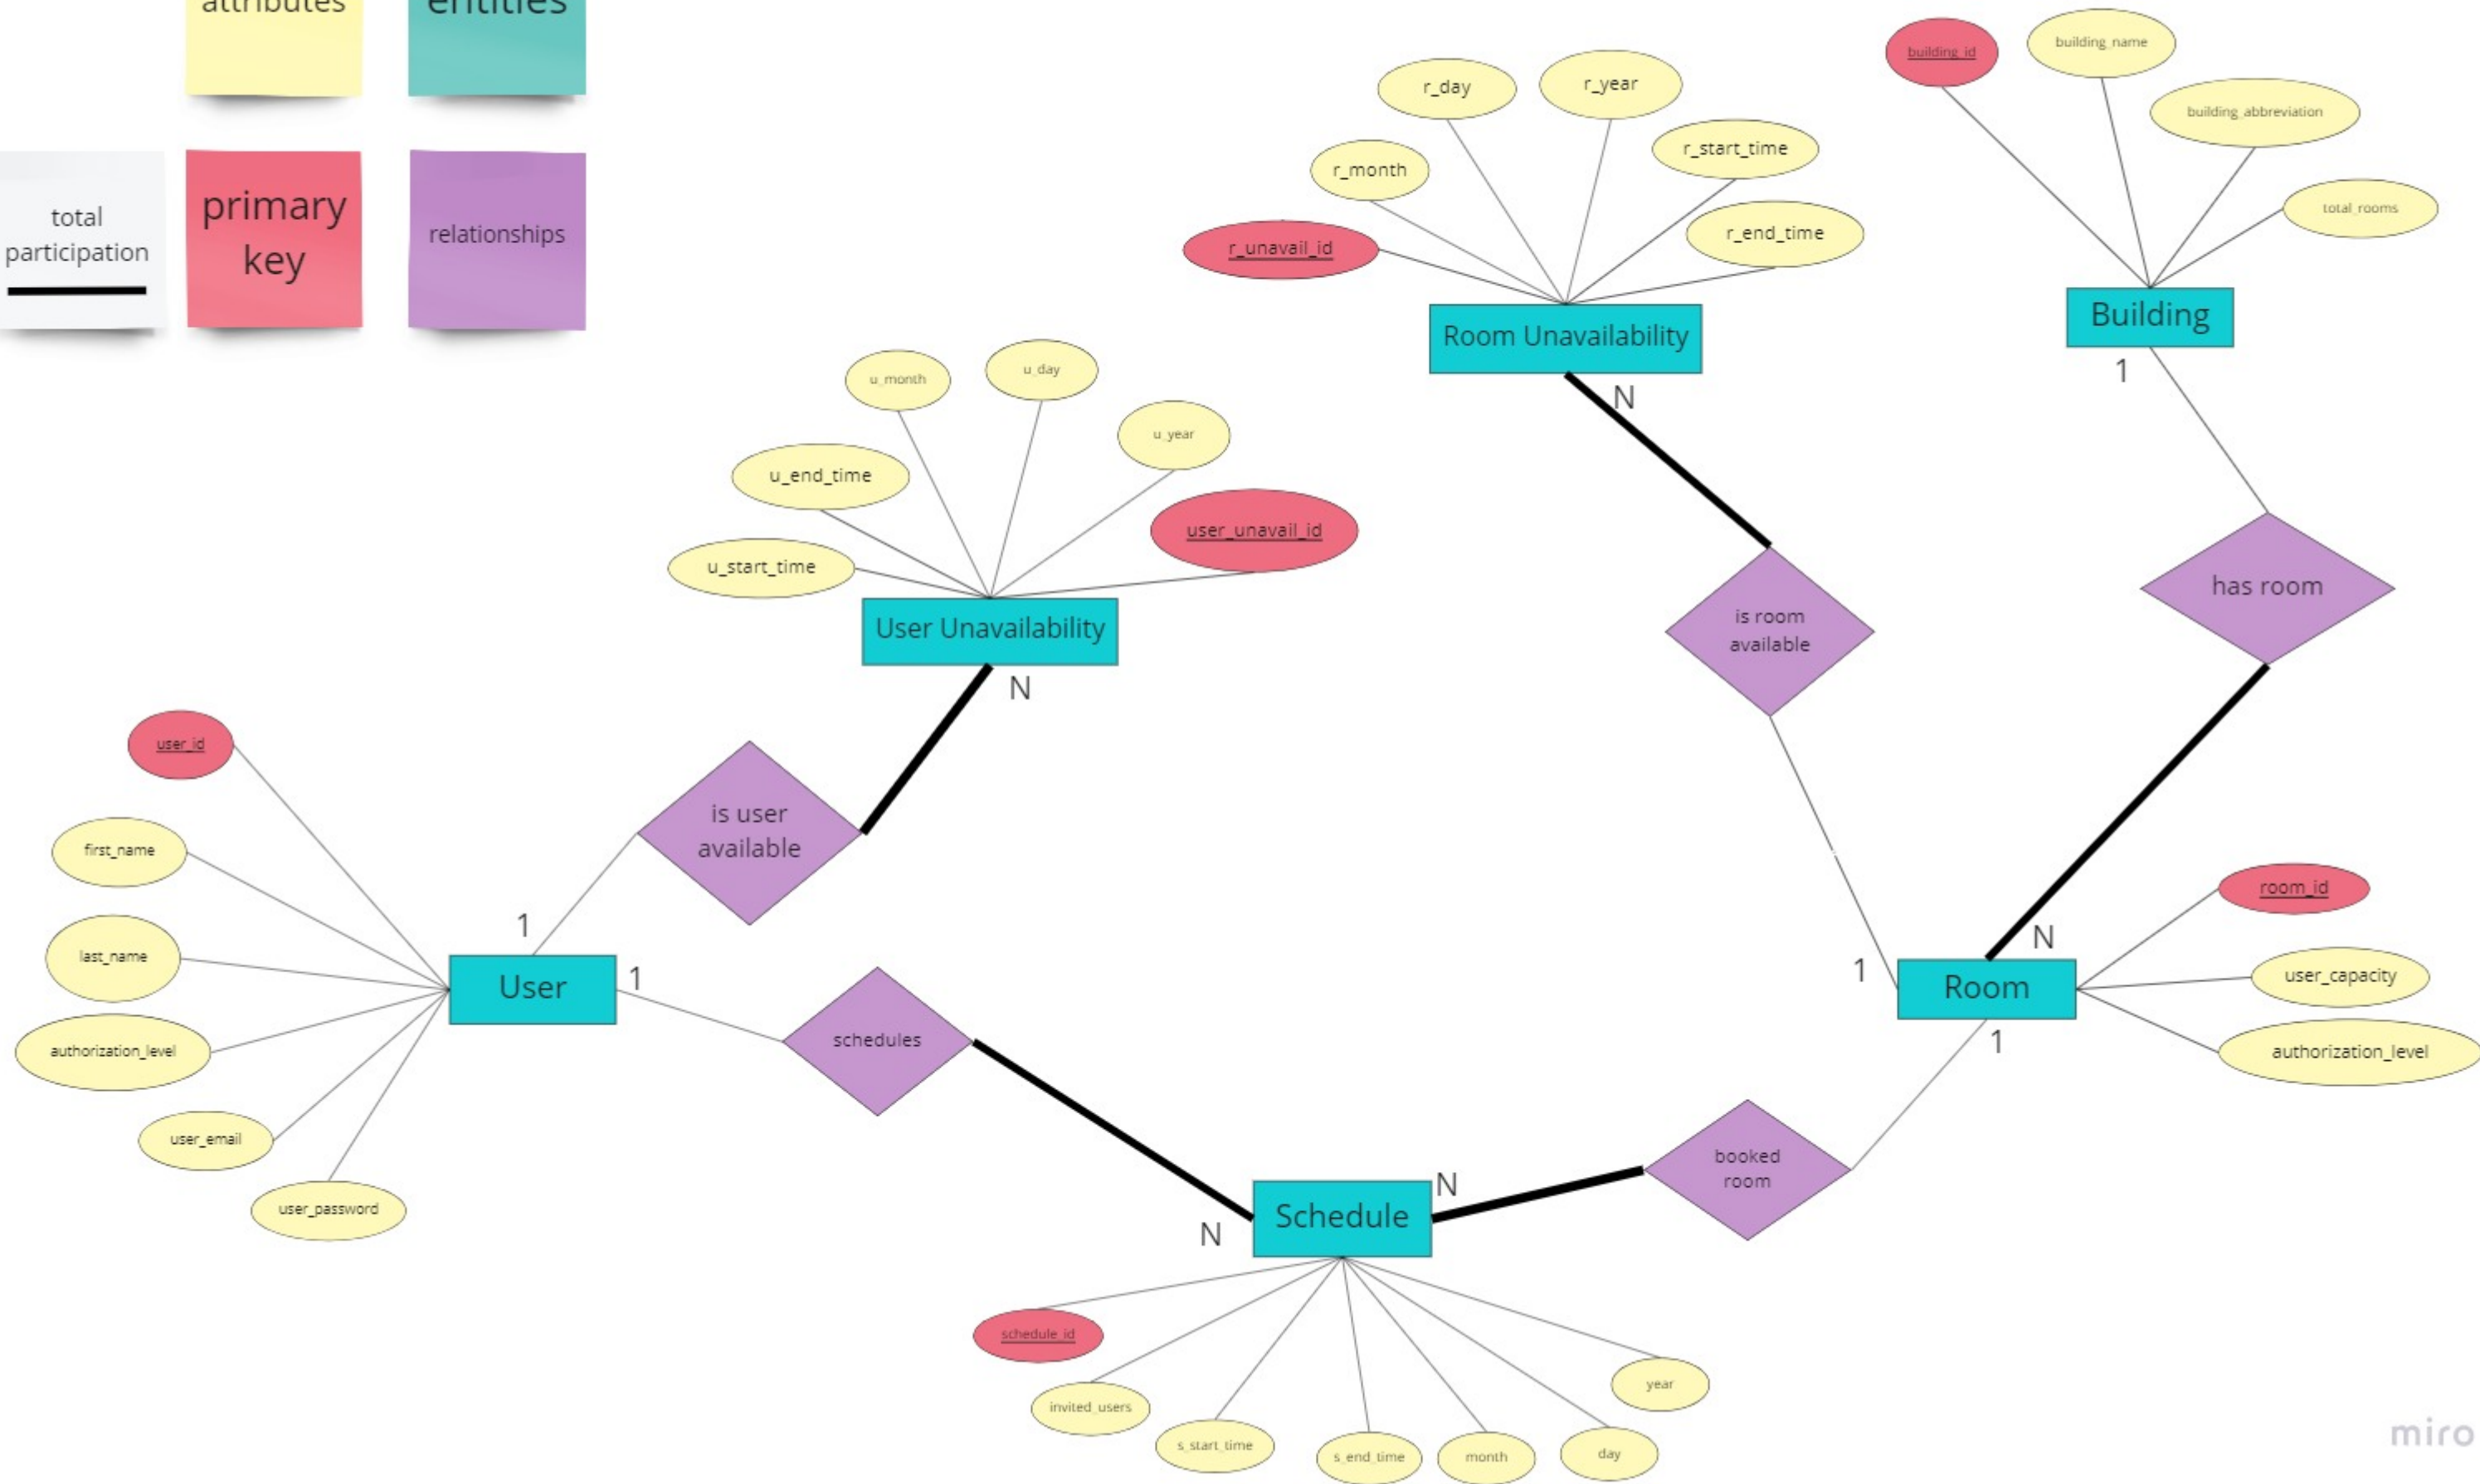 attributes
entities
total
participation
primary
key
relationships
building_id
building_name
building_abbreviation
total_rooms
r_day
r_year
r_start_time
r_month
r_end_time
r_unavail_id
Room Unavailability
N
Building
1
u_month
u_day
u_year
u_end_time
user_unavail_id
u_start_time
User Unavailability
N
is room
available
has room
user_id
first_name
last_name
authorization_level
user_email
user_password
is user
available
1
User
1
schedules
room_id
user_capacity
authorization_level
N
1
Room
1
booked
room
N
Schedule
N
schedule_id
invited_users
s_start_time
s_end_time
month
day
year
miro